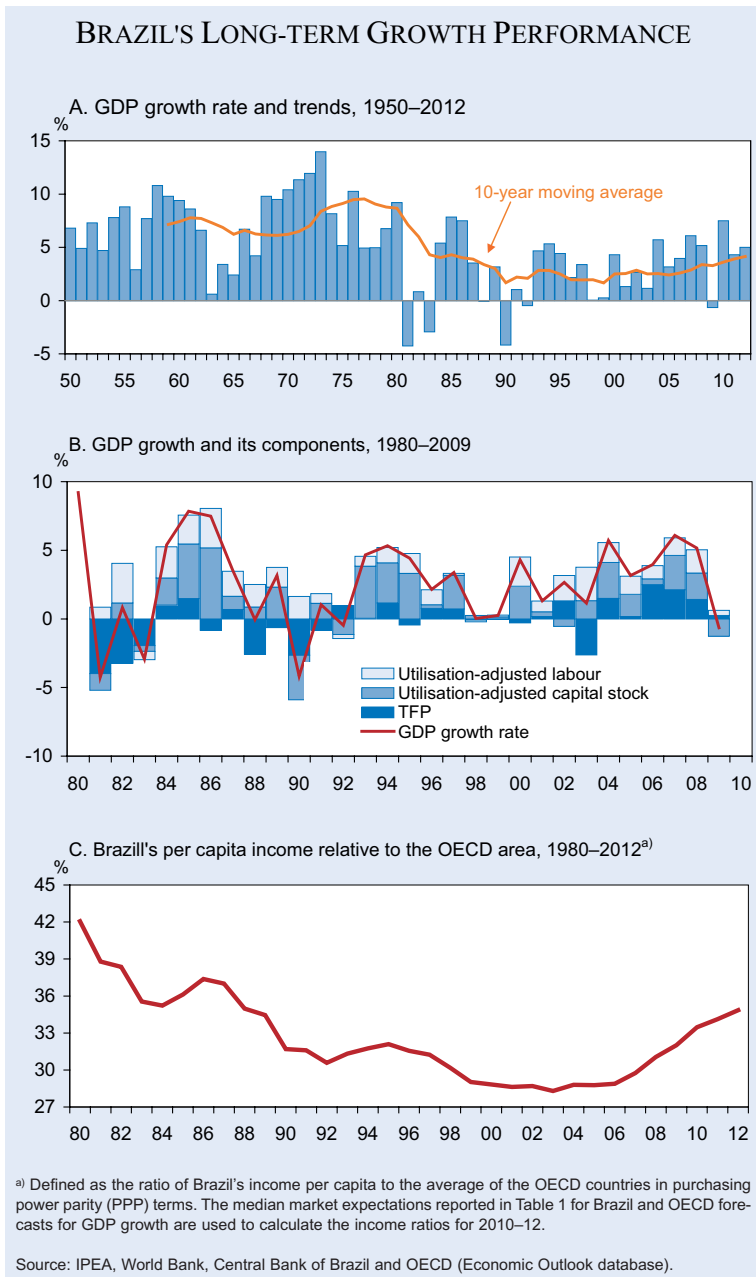 BRAZIL'S LONG-TERM GROWTH PERFORMANCE
A. GDP growth rate and trends, 1950–2012
%
15
10
5
0
-5
10-year moving average
50 55 60 65 70 75 80 85 90 95 00 05 10
B. GDP growth and its components, 1980–2009
%
10
5
0
-5
-10
Utilisation-adjusted labour
Utilisation-adjusted capital stock
TFP
GDP growth rate
80 82 84 86 88 90 92 94 96 98 00 02 04 06 08 10
C. Brazill's per capita income relative to the OECD area, 1980–2012a)
%
45
42
39
36
33
30
27
80 82 84 86 88 90 92 94 96 98 00 02 04 06 08 10 12
a) Defined as the ratio of Brazil's income per capita to the average of the OECD countries in purchasing
power parity (PPP) terms. The median market expectations reported in Table 1 for Brazil and OECD fore-
casts for GDP growth are used to calculate the income ratios for 2010–12.
Source: IPEA, World Bank, Central Bank of Brazil and OECD (Economic Outlook database).